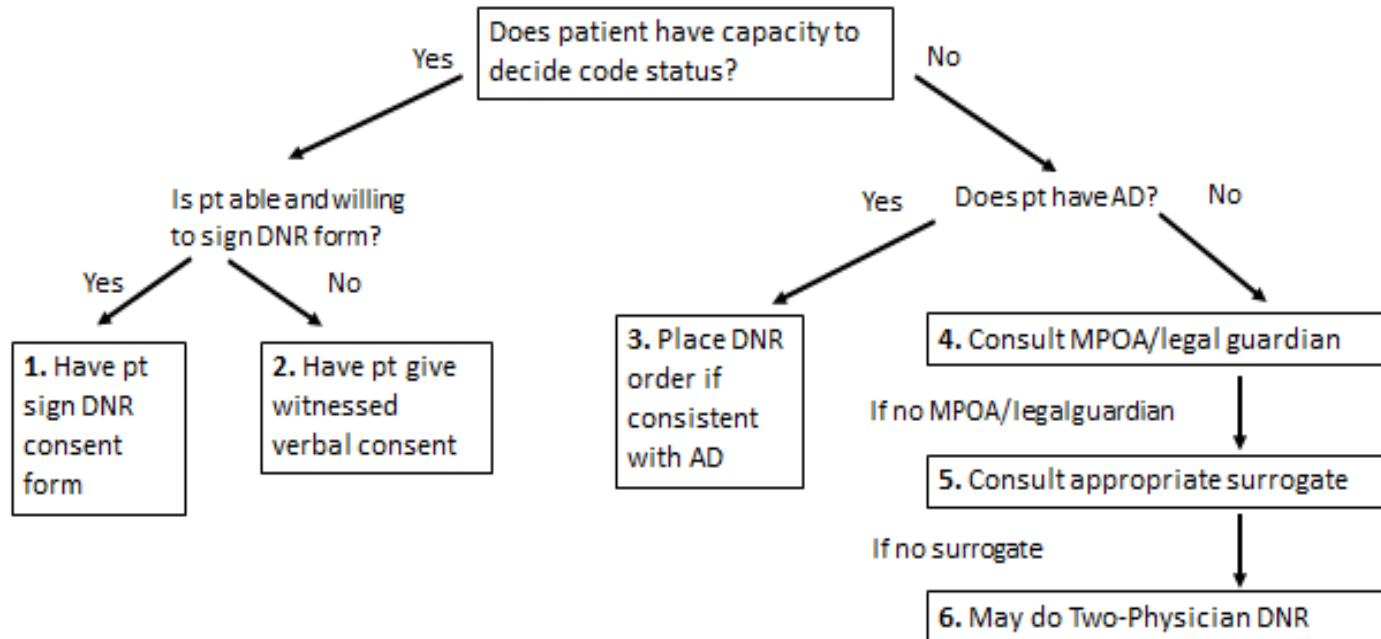 Does patient have capacity to
decide code status?
Yes
No
Is pt able and willing
to sign DNR form?
Yes
Does pt have AD?
No
Yes
No
1. Have pt
sign DNR
consent
form
2. Have pt give
witnessed
verbal consent
3. Place DNR
order if
consistent
with AD
4. Consult MPOA/legal guardian
If no MPOA/legal guardian
5. Consult appropriate surrogate
If no surrogate
6. May do Two-Physician DNR